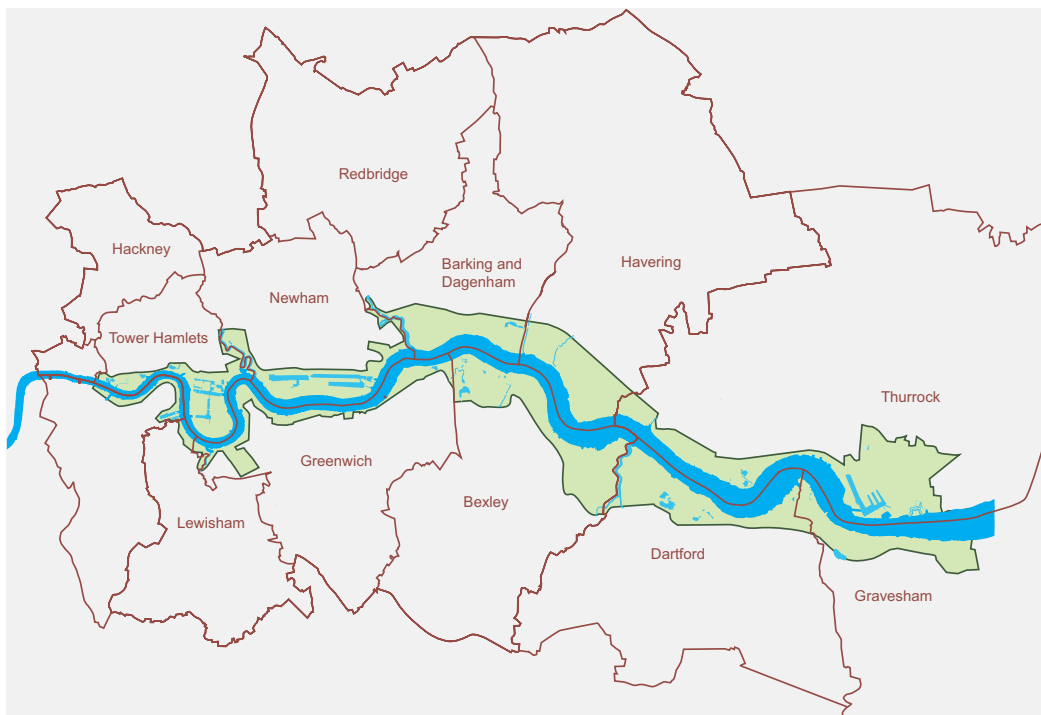 Redbridge
Hackney
Barking and
Dagenham
Havering
Newham
Tower Hamlets
Thurrock
Greenwich
Bexley
Lewisham
Dartford
Gravesham